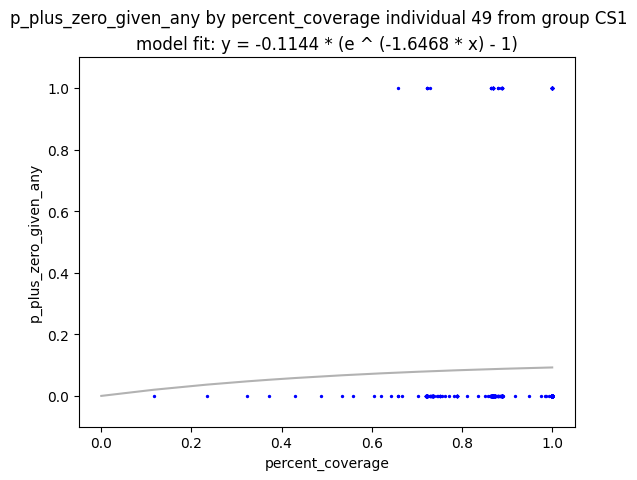 p_plus_zero_given_any by percent_coverage individual 49 from group CS1
model fit: y = -0.1144 * (e ^ (-1.6468 * x) - 1)
1.0
0.8
0.6
0.4
0.2
0.0
p_plus_zero_given_any
0.0 0.2 0.4 0.6 0.8 1.0
percent_coverage